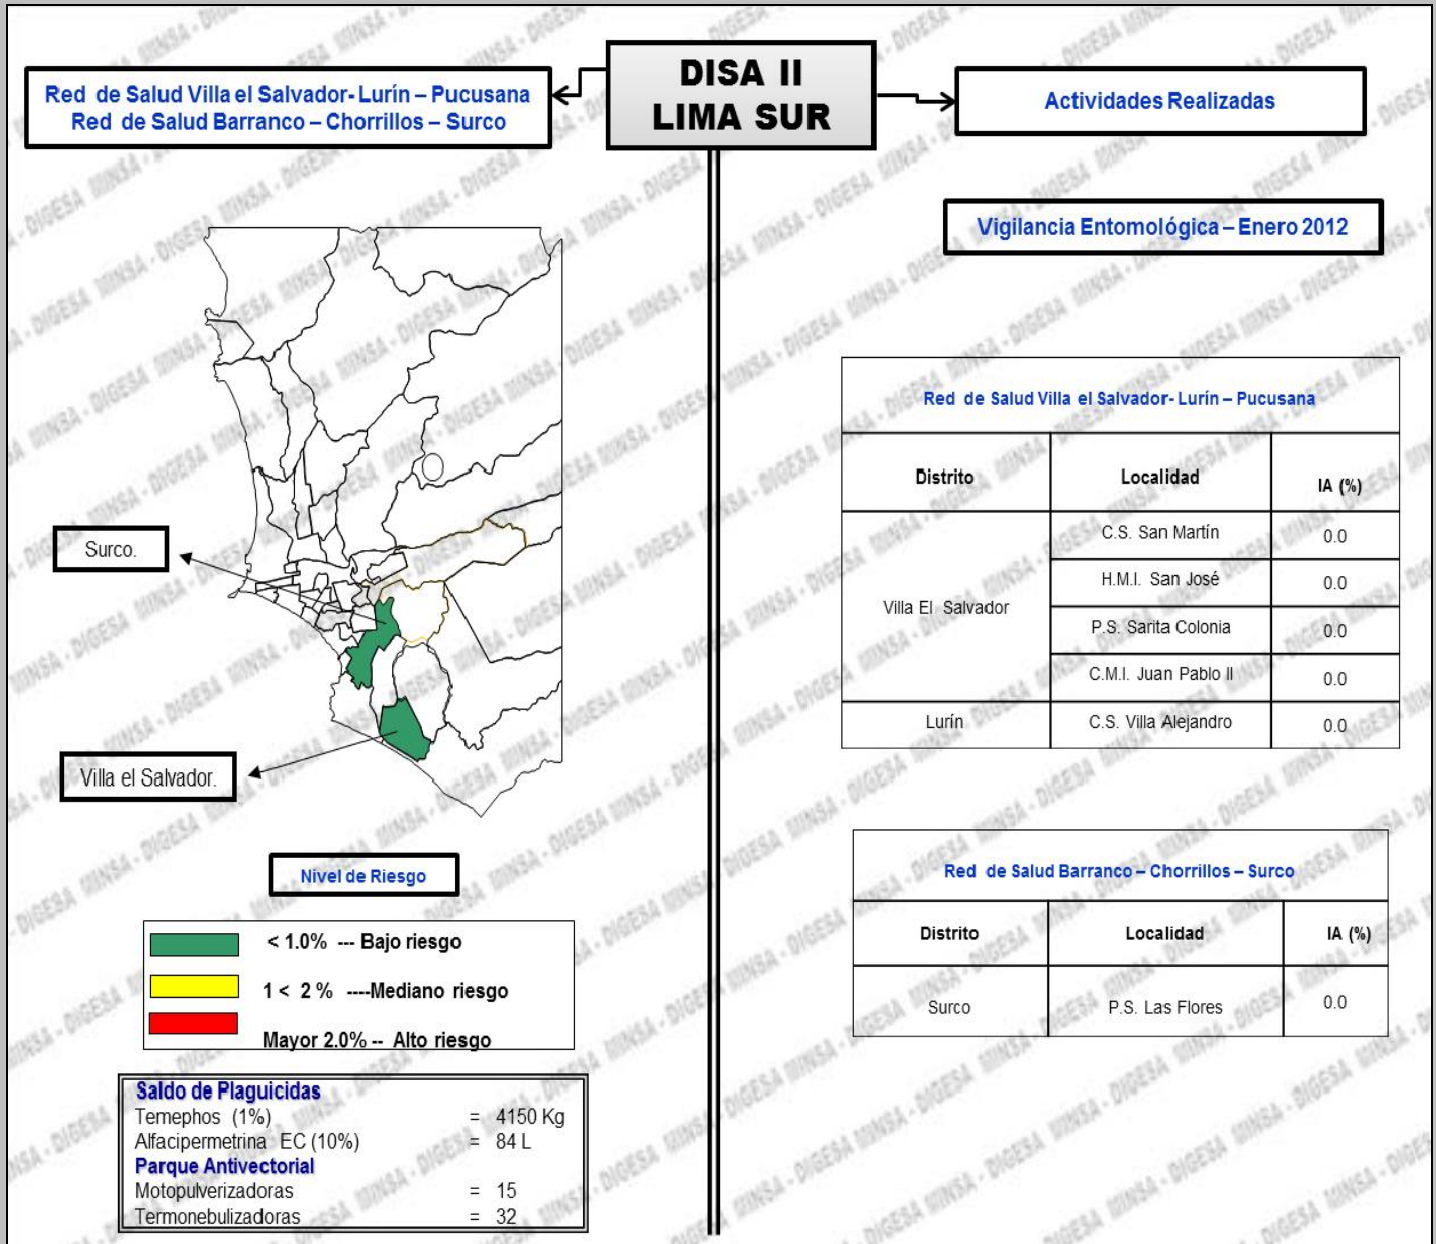 DISA II
LIMA SUR
Red de Salud Villa el Salvador- Lurín – Pucusana
Red de Salud Barranco – Chorrillos – Surco
Actividades Realizadas
Vigilancia Entomológica – Enero 2012
Surco.
Villa el Salvador.
Nivel de Riesgo
< 1.0% --- Bajo riesgo
1 < 2 % ----Mediano riesgo
Mayor 2.0% -- Alto riesgo
Saldo de Plaguicidas
Temephos (1%) = 4150 Kg
Alfacipermetrina EC (10%) = 84 L
Parque Antivectorial
Motopulverizadoras = 15
Termonebulizadoras = 32
Red de Salud Villa el Salvador- Lurín – Pucusana
Distrito Localidad IA (%)
Villa El Salvador
C.S. San Martín 0.0
H.M.I. San José 0.0
P.S. Sarita Colonia 0.0
C.M.I. Juan Pablo II 0.0
Lurín C.S. Villa Alejandro 0.0
Red de Salud Barranco – Chorrillos – Surco
Distrito Localidad IA (%)
Surco P.S. Las Flores 0.0
MINSA - DIGESA